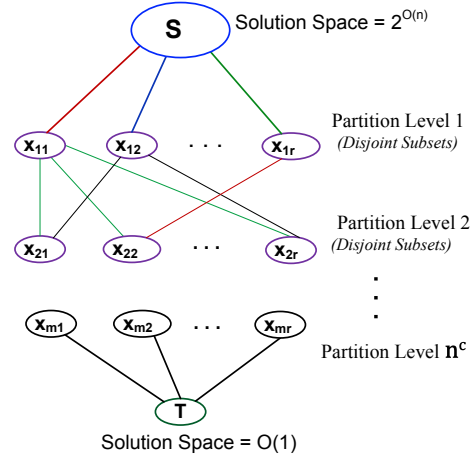 S
Solution Space = 2^O(n)
x11 x12 . . . x1r
Partition Level 1
(Disjoint Subsets)
x21 x22 . . . x2r
Partition Level 2
(Disjoint Subsets)
xm1 xm2 . . . xmr
Partition Level n^c
T
Solution Space = O(1)